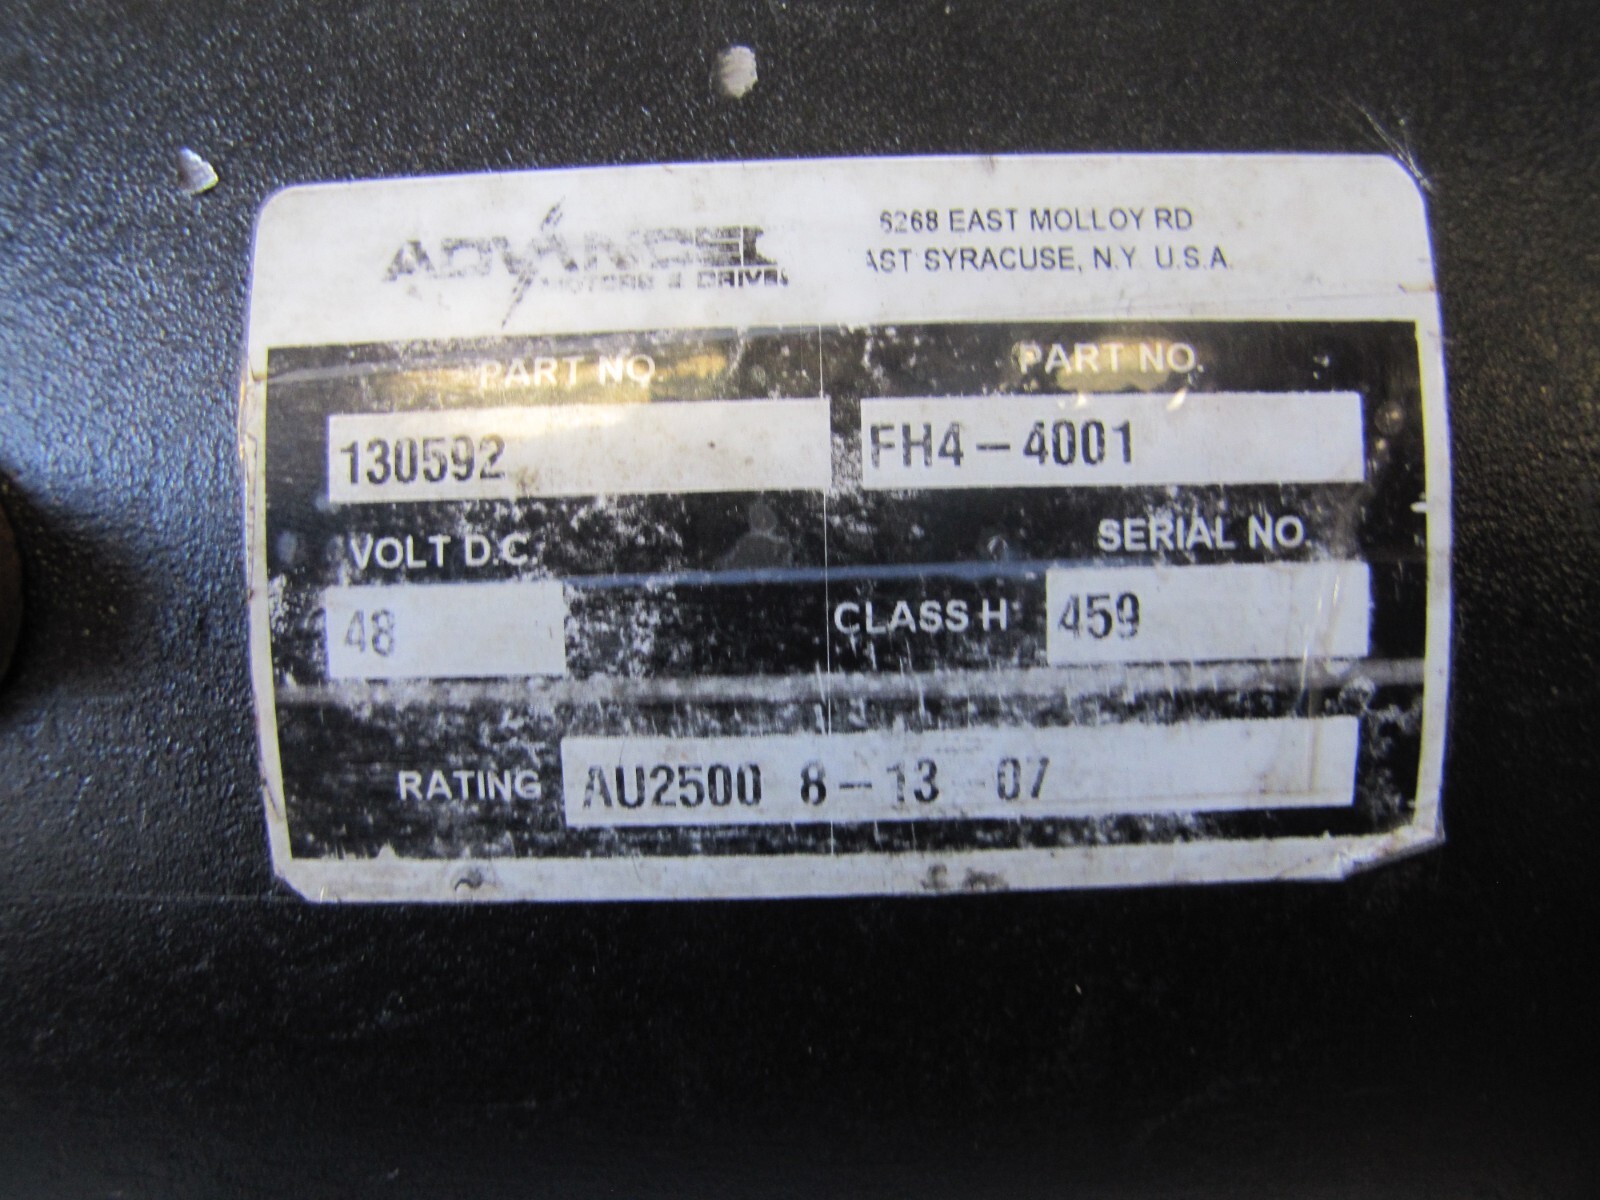 ADVANCED
MOTORS & DRIVES
6268 EAST MOLLOY RD
AST SYRACUSE, N.Y. U.S.A.
PART NO. PART NO.
130592 FH4-4001
VOLT D.C. SERIAL NO.
48 CLASS H 459
RATING AU2500 8-13-07